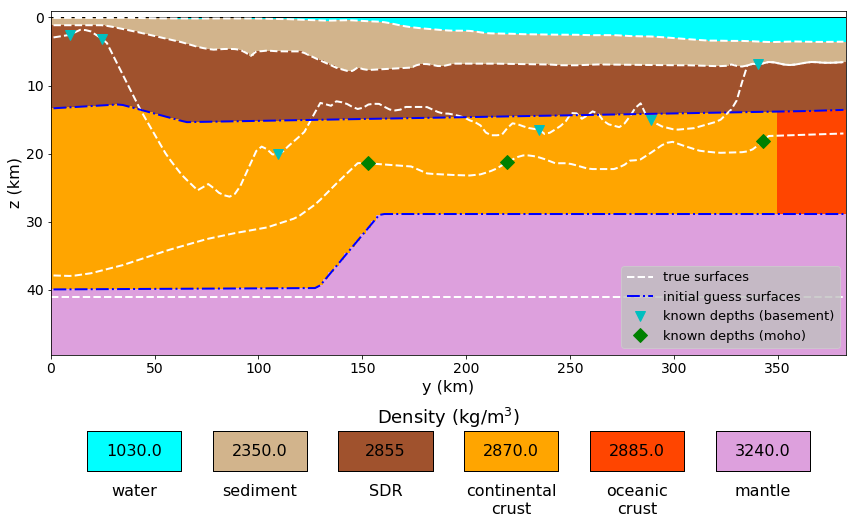 0
10
20
30
40
z (km)
0
50
100
150
200
250
300
350
y (km)
true surfaces
initial guess surfaces
known depths (basement)
known depths (moho)
Density (kg/m³)
1030.0
2350.0
2855
2870.0
2885.0
3240.0
water
sediment
SDR
continental
crust
oceanic
crust
mantle